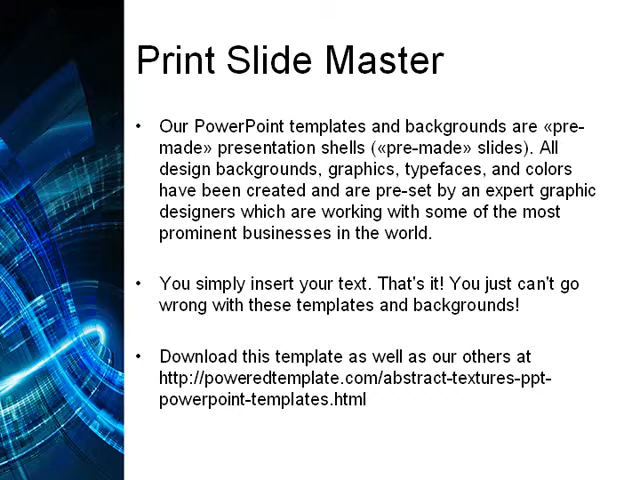 Print Slide Master
• Our PowerPoint templates and backgrounds are «pre-
made» presentation shells («pre-made» slides). All
design backgrounds, graphics, typefaces, and colors
have been created and are pre-set by an expert graphic
designers which are working with some of the most
prominent businesses in the world.
• You simply insert your text. That's it! You just can't go
wrong with these templates and backgrounds!
• Download this template as well as our others at
http://poweredtemplate.com/abstract-textures-ppt-
powerpoint-templates.html